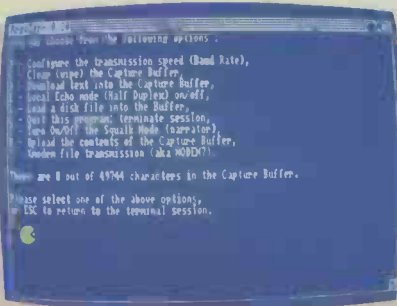 choose from the following options :
- Configure the transmission speed (Baud Rate),
- Clear (wipe) the Capture Buffer,
- Download text into the Capture Buffer,
- Local Echo mode (Half Duplex) on/off,
- Load a disk file into the Buffer,
- Quit this program; terminate session,
- Turn On/Off the Squalk Mode (narrator),
- Upload the contents of the Capture Buffer,
- Xmodem file transmission (aka MODEM7).
There are 0 out of 49744 characters in the Capture Buffer.
Please select one of the above options,
or ESC to return to the terminal session.